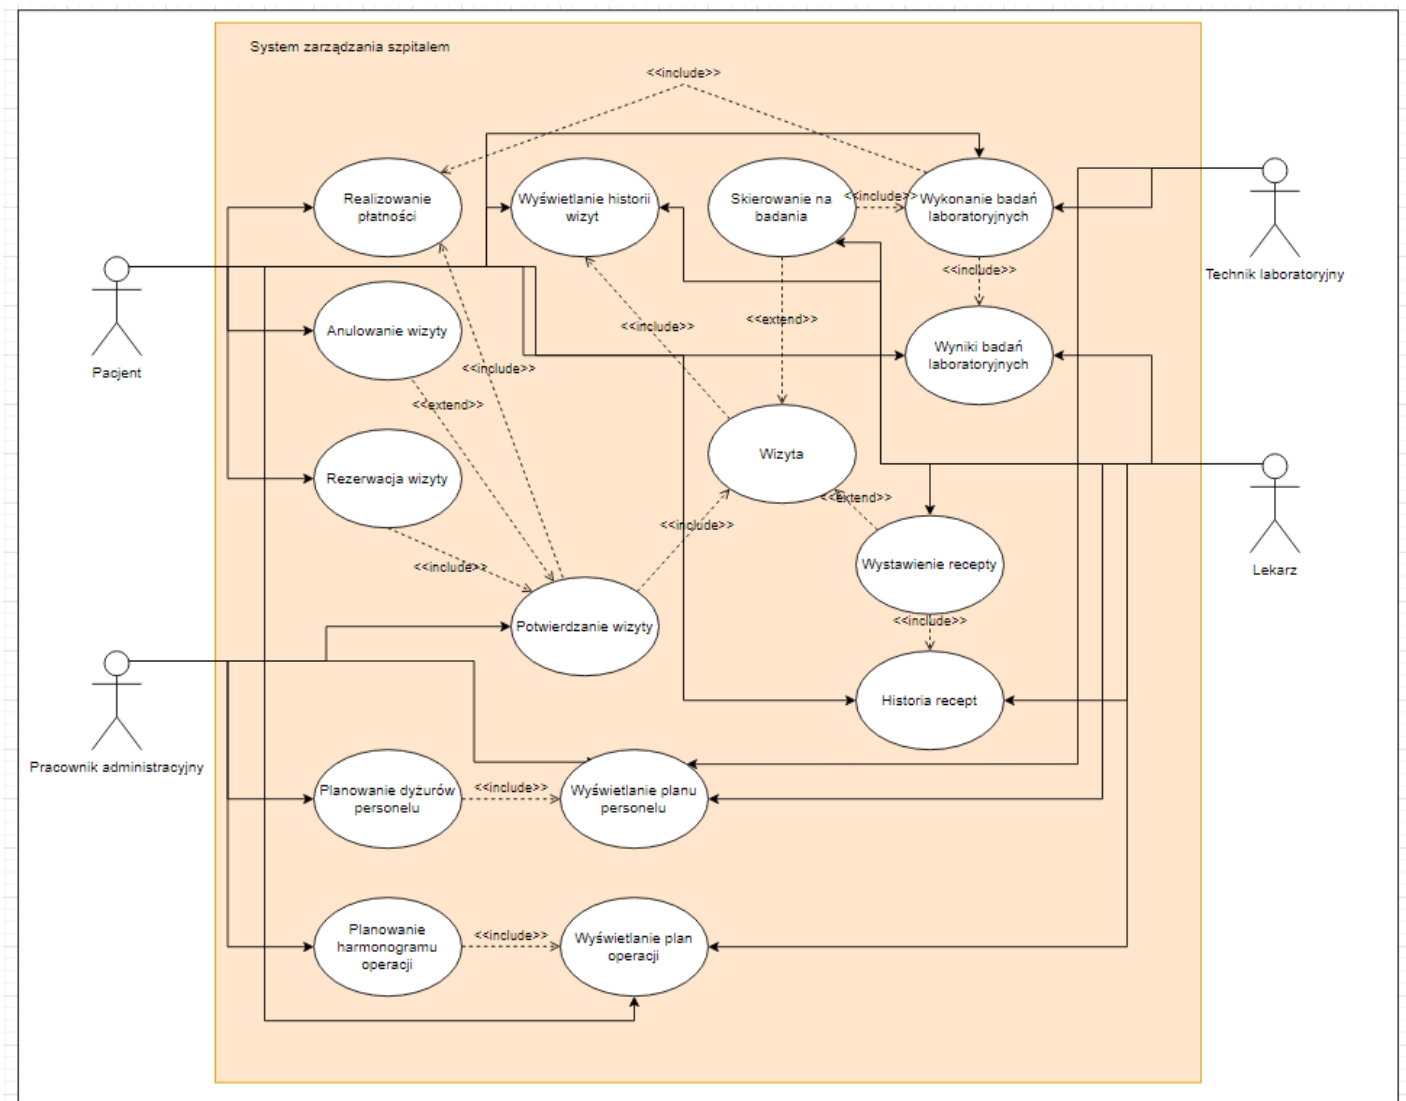 System zarządzania szpitalem
<<include>>
Realizowanie
płatności
Wyświetlanie historii
wizyt
Skierowanie na
badania
<<include>>
Wykonanie badań
laboratoryjnych
Technik laboratoryjny
<<include>>
Pacjent
Anulowanie wizyty
<<include>>
<<extend>>
Wyniki badań
laboratoryjnych
<<include>>
<<extend>>
Rezerwacja wizyty
Wizyta
<<extend>>
<<include>>
<<include>>
Wystawienie recepty
Lekarz
Potwierdzanie wizyty
<<include>>
Historia recept
Pracownik administracyjny
Planowanie dyżurów
personelu
<<include>>
Wyświetlanie planu
personelu
Planowanie
harmonogramu
operacji
<<include>>
Wyświetlanie plan
operacji